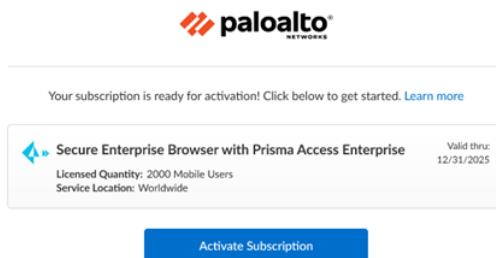 paloalto®
NETWORKS
Your subscription is ready for activation! Click below to get started. Learn more
Secure Enterprise Browser with Prisma Access Enterprise
Valid thru:
12/31/2025
Licensed Quantity: 2000 Mobile Users
Service Location: Worldwide
Activate Subscription